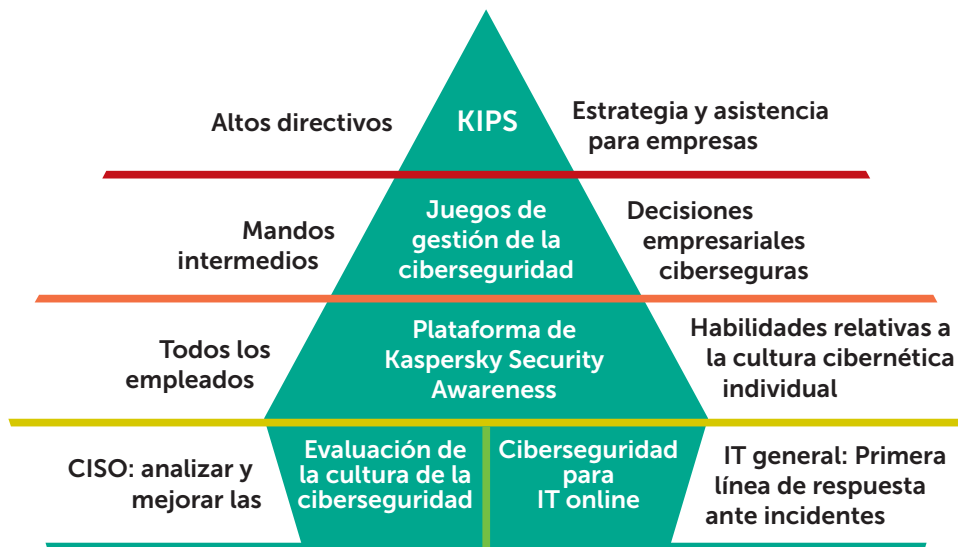 Altos directivos
KIPS
Estrategia y asistencia
para empresas
Mandos
intermedios
Juegos de
gestión de la
ciberseguridad
Decisiones
empresariales
ciberseguras
Todos los
empleados
Plataforma de
Kaspersky Security
Awareness
Habilidades relativas a
la cultura cibernética
individual
CISO: analizar y
mejorar las
Evaluación de
la cultura de la
ciberseguridad
Ciberseguridad
para
IT online
IT general: Primera
línea de respuesta
ante incidentes